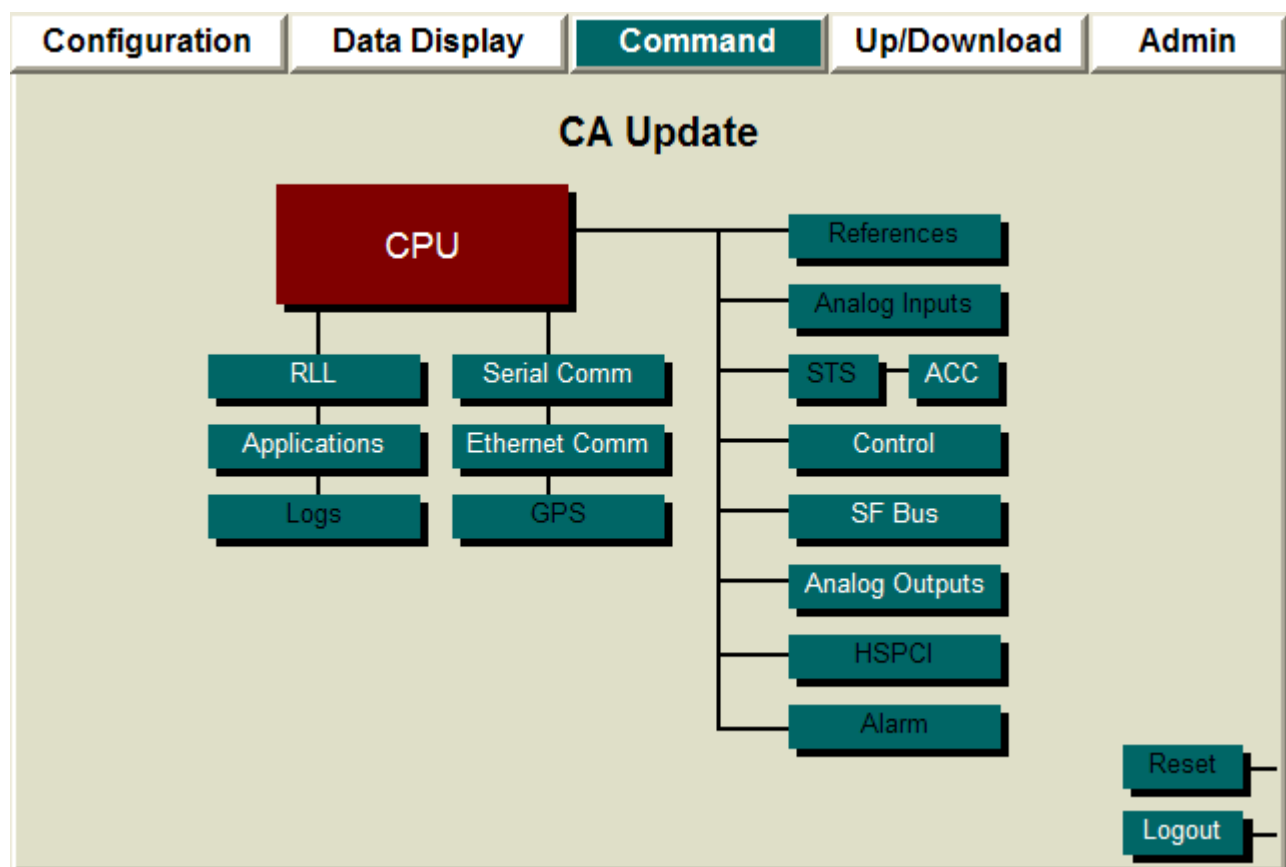 Configuration Data Display Command Up/Download Admin
CA Update
CPU
References
Analog Inputs
RLL Serial Comm STS ACC
Applications Ethernet Comm Control
Logs GPS SF Bus
Analog Outputs
HSPCI
Alarm
Reset
Logout